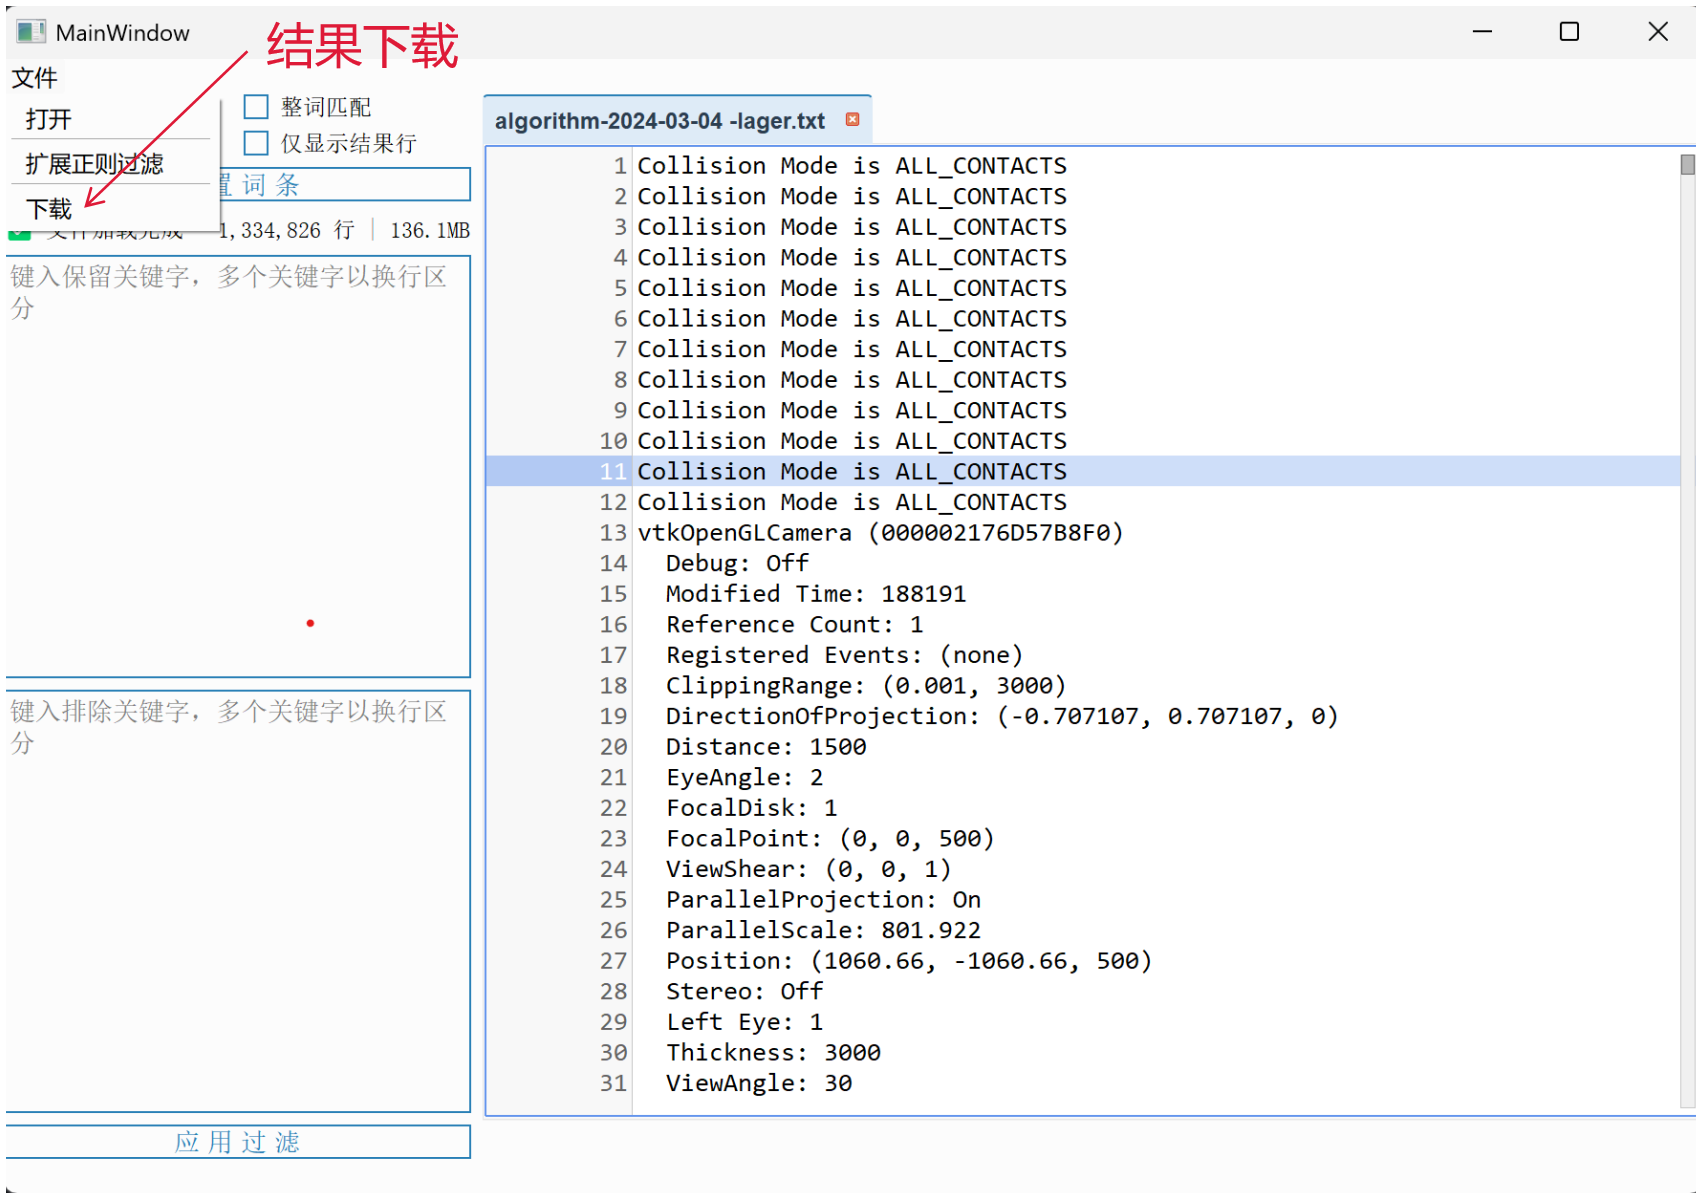 MainWindow
结果下载
文件
打开
扩展正则过滤
下载
整词匹配
仅显示结果行
置词条
文件加载完成 1,334,826 行 | 136.1MB
键入保留关键字，多个关键字以换行区
分
键入排除关键字，多个关键字以换行区
分
应用过滤
algorithm-2024-03-04 -lager.txt
1 Collision Mode is ALL_CONTACTS
2 Collision Mode is ALL_CONTACTS
3 Collision Mode is ALL_CONTACTS
4 Collision Mode is ALL_CONTACTS
5 Collision Mode is ALL_CONTACTS
6 Collision Mode is ALL_CONTACTS
7 Collision Mode is ALL_CONTACTS
8 Collision Mode is ALL_CONTACTS
9 Collision Mode is ALL_CONTACTS
10 Collision Mode is ALL_CONTACTS
11 Collision Mode is ALL_CONTACTS
12 Collision Mode is ALL_CONTACTS
13 vtkOpenGLCamera (000002176D57B8F0)
14 Debug: Off
15 Modified Time: 188191
16 Reference Count: 1
17 Registered Events: (none)
18 ClippingRange: (0.001, 3000)
19 DirectionOfProjection: (-0.707107, 0.707107, 0)
20 Distance: 1500
21 EyeAngle: 2
22 FocalDisk: 1
23 FocalPoint: (0, 0, 500)
24 ViewShear: (0, 0, 1)
25 ParallelProjection: On
26 ParallelScale: 801.922
27 Position: (1060.66, -1060.66, 500)
28 Stereo: Off
29 Left Eye: 1
30 Thickness: 3000
31 ViewAngle: 30